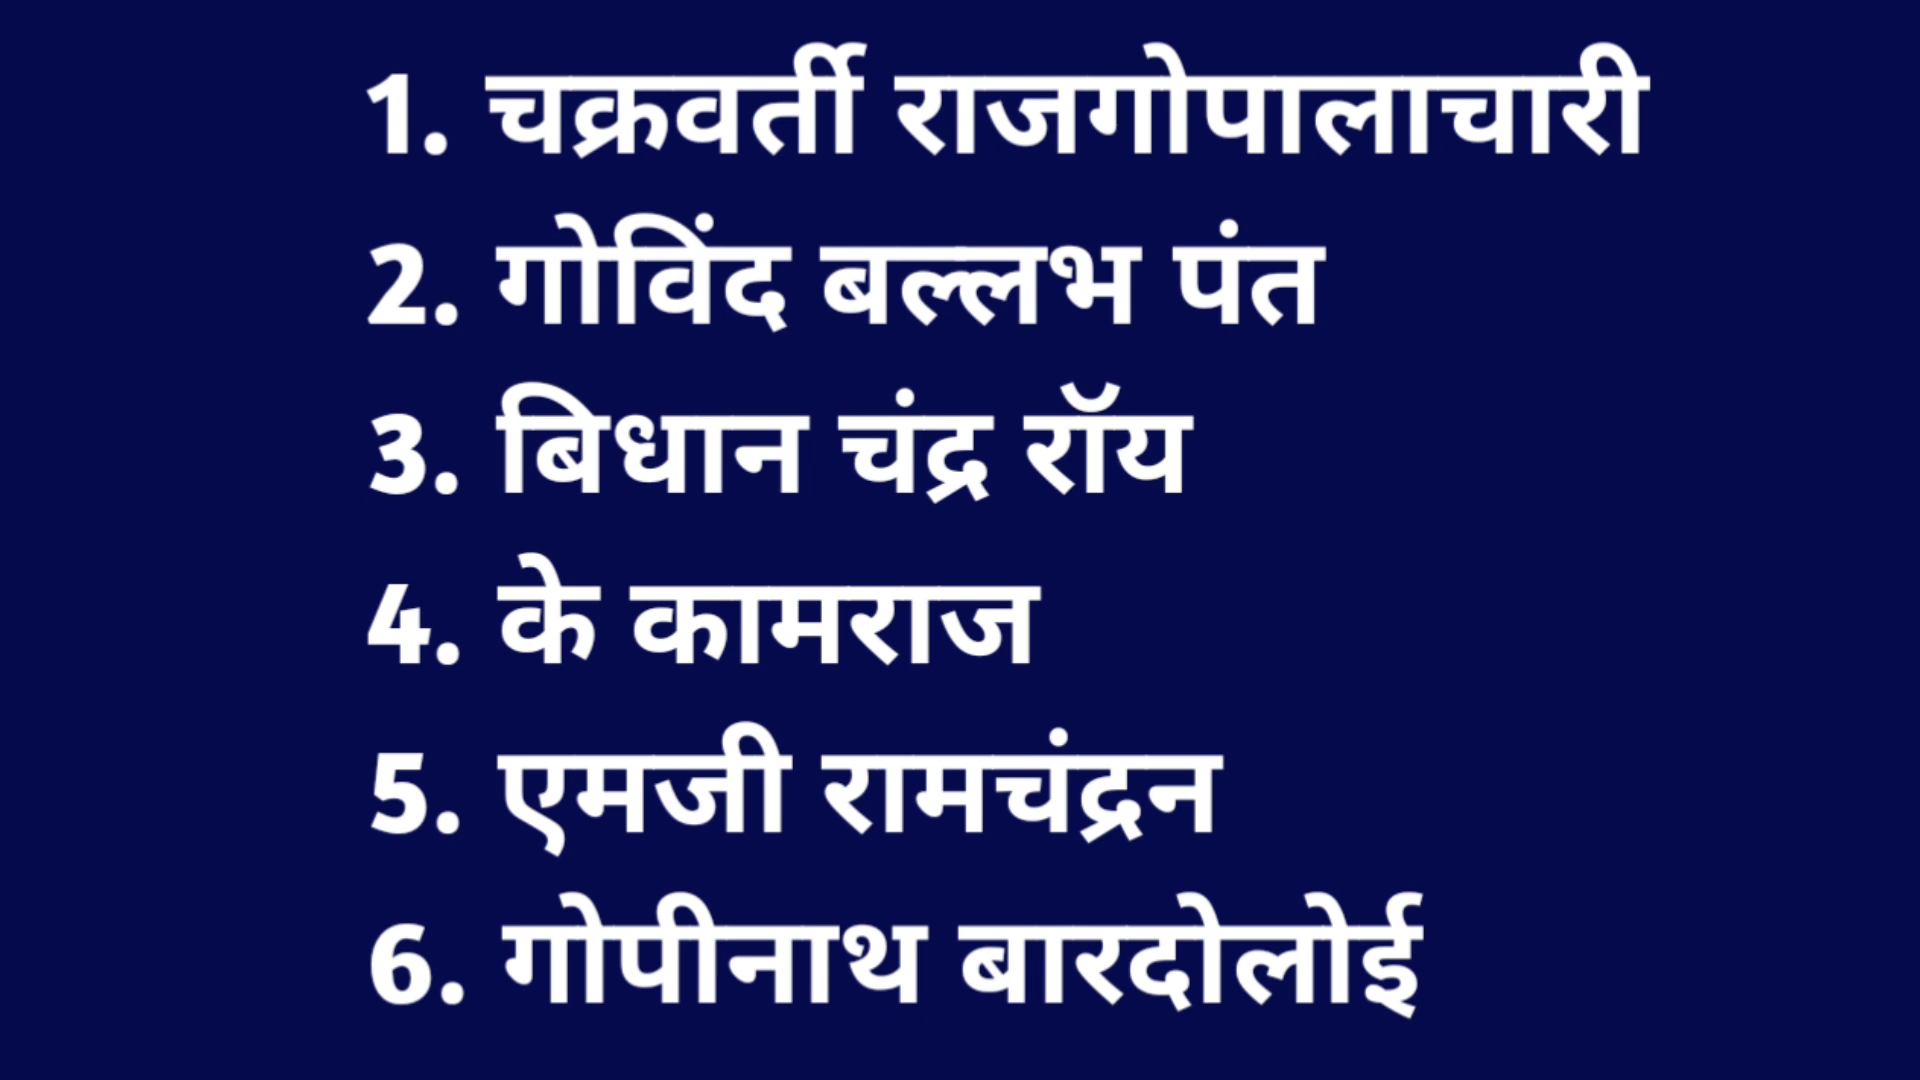 1. चक्रवर्ती राजगोपालाचारी
2. गोविंद बल्लभ पंत
3. बिधान चंद्र रॉय
4. के कामराज
5. एमजी रामचंद्रन
6. गोपीनाथ बारदोलोई